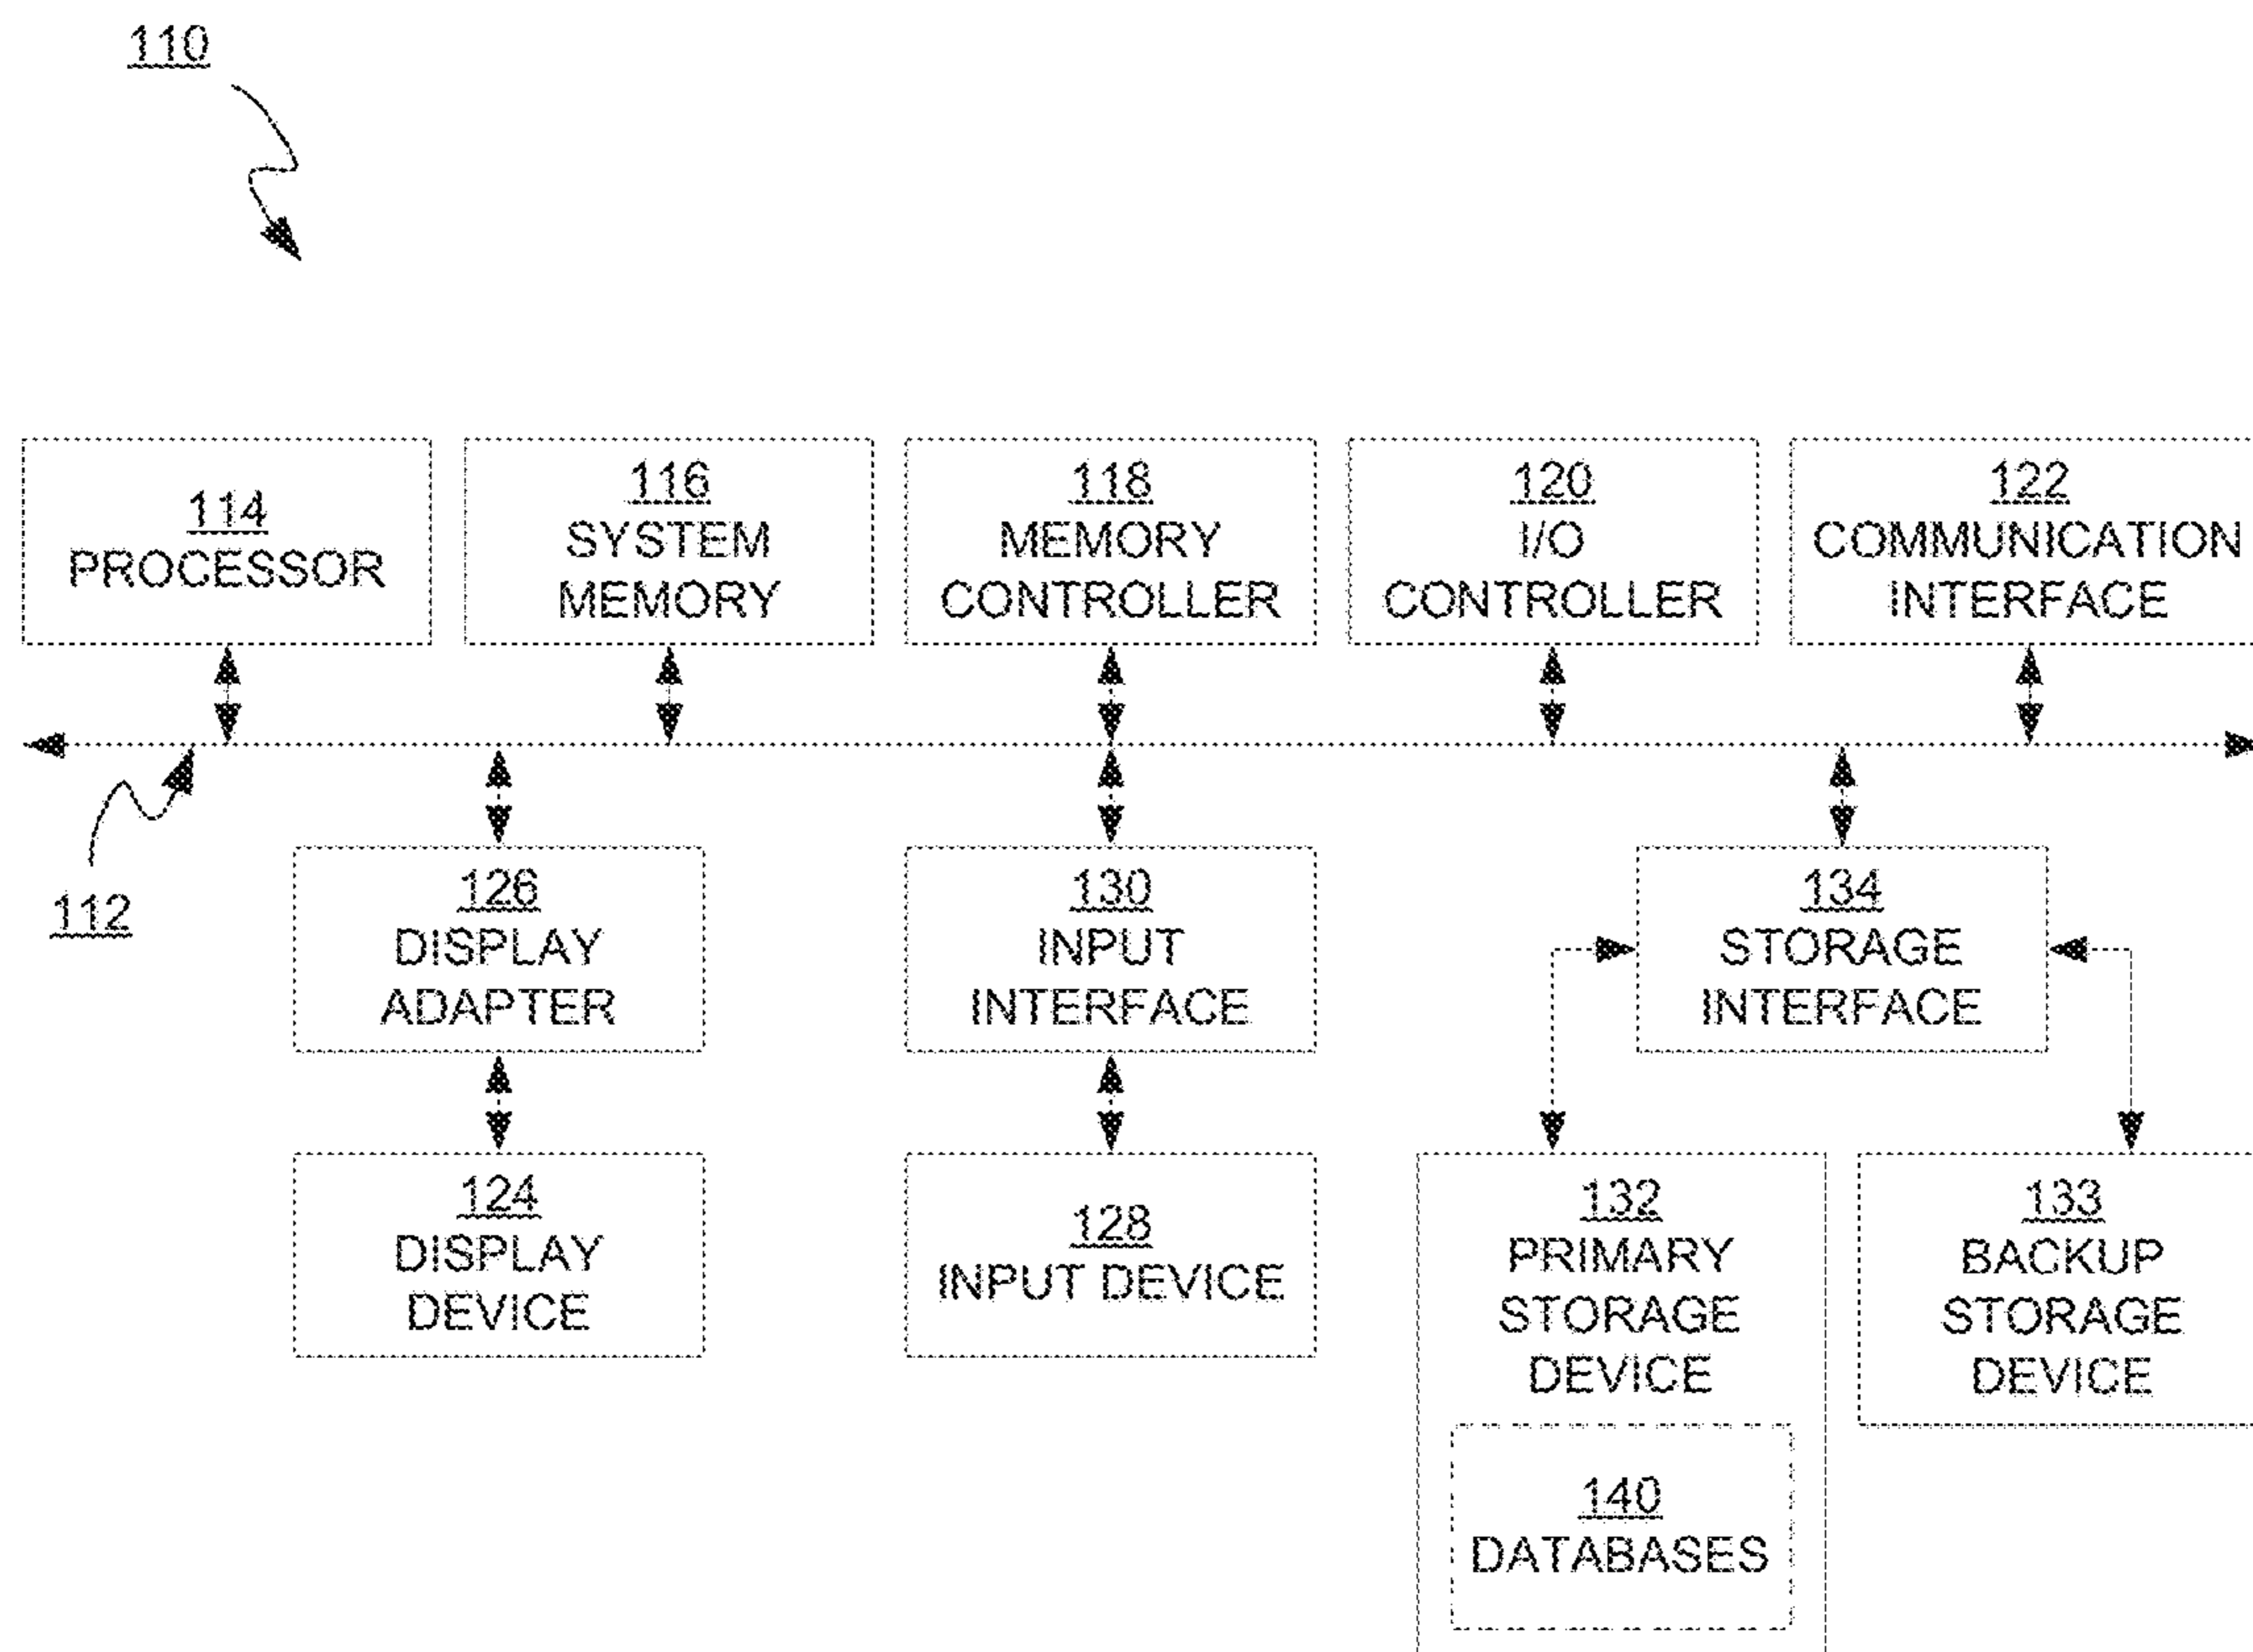 110
114
PROCESSOR
116
SYSTEM
MEMORY
118
MEMORY
CONTROLLER
120
I/O
CONTROLLER
122
COMMUNICATION
INTERFACE
112
126
DISPLAY
ADAPTER
130
INPUT
INTERFACE
134
STORAGE
INTERFACE
124
DISPLAY
DEVICE
128
INPUT DEVICE
132
PRIMARY
STORAGE
DEVICE
133
BACKUP
STORAGE
DEVICE
140
DATABASES